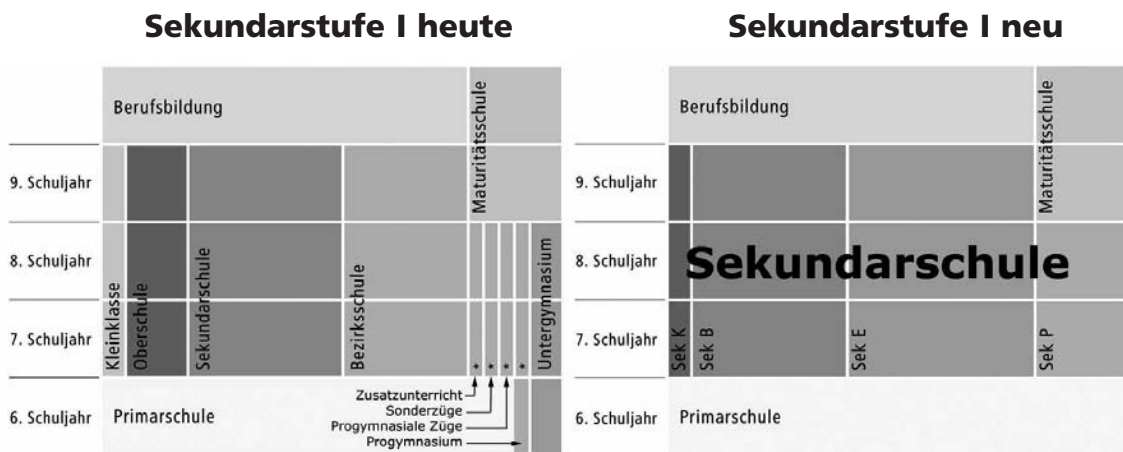 Sekundarstufe I heute
Berufsbildung
Maturitätsschule
9. Schuljahr
8. Schuljahr
7. Schuljahr
Kleinklasse
Oberschule
Sekundarschule
Bezirksschule
*
*
*
*
Untergymnasium
6. Schuljahr
Primarschule
Zusatzunterricht
Sonderzüge
Progymnasiale Züge
Progymnasium
Sekundarstufe I neu
Berufsbildung
Maturitätsschule
9. Schuljahr
8. Schuljahr
Sekundarschule
7. Schuljahr
Sek K
Sek B
Sek E
Sek P
6. Schuljahr
Primarschule